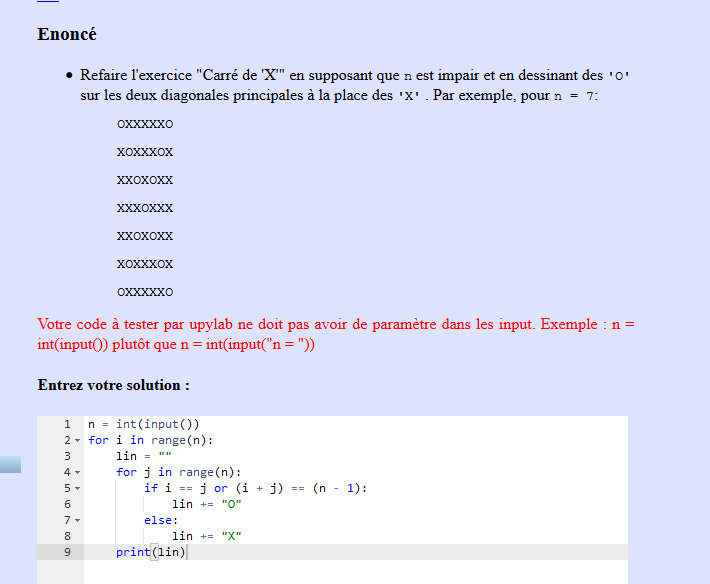 Enoncé
• Refaire l'exercice "Carré de 'X'" en supposant que n est impair et en dessinant des 'O'
sur les deux diagonales principales à la place des 'X' . Par exemple, pour n = 7:
OXXXXXO
XOXXXOX
XXOXOXX
XXXOXXX
XXOXOXX
XOXXXOX
OXXXXXO
Votre code à tester par upylab ne doit pas avoir de paramètre dans les input. Exemple : n =
int(input()) plutôt que n = int(input("n = "))
Entrez votre solution :
1 n = int(input())
2 for i in range(n):
3     lin = ""
4     for j in range(n):
5         if i == j or (i + j) == (n - 1):
6             lin += "O"
7         else:
8             lin += "X"
9     print(lin)